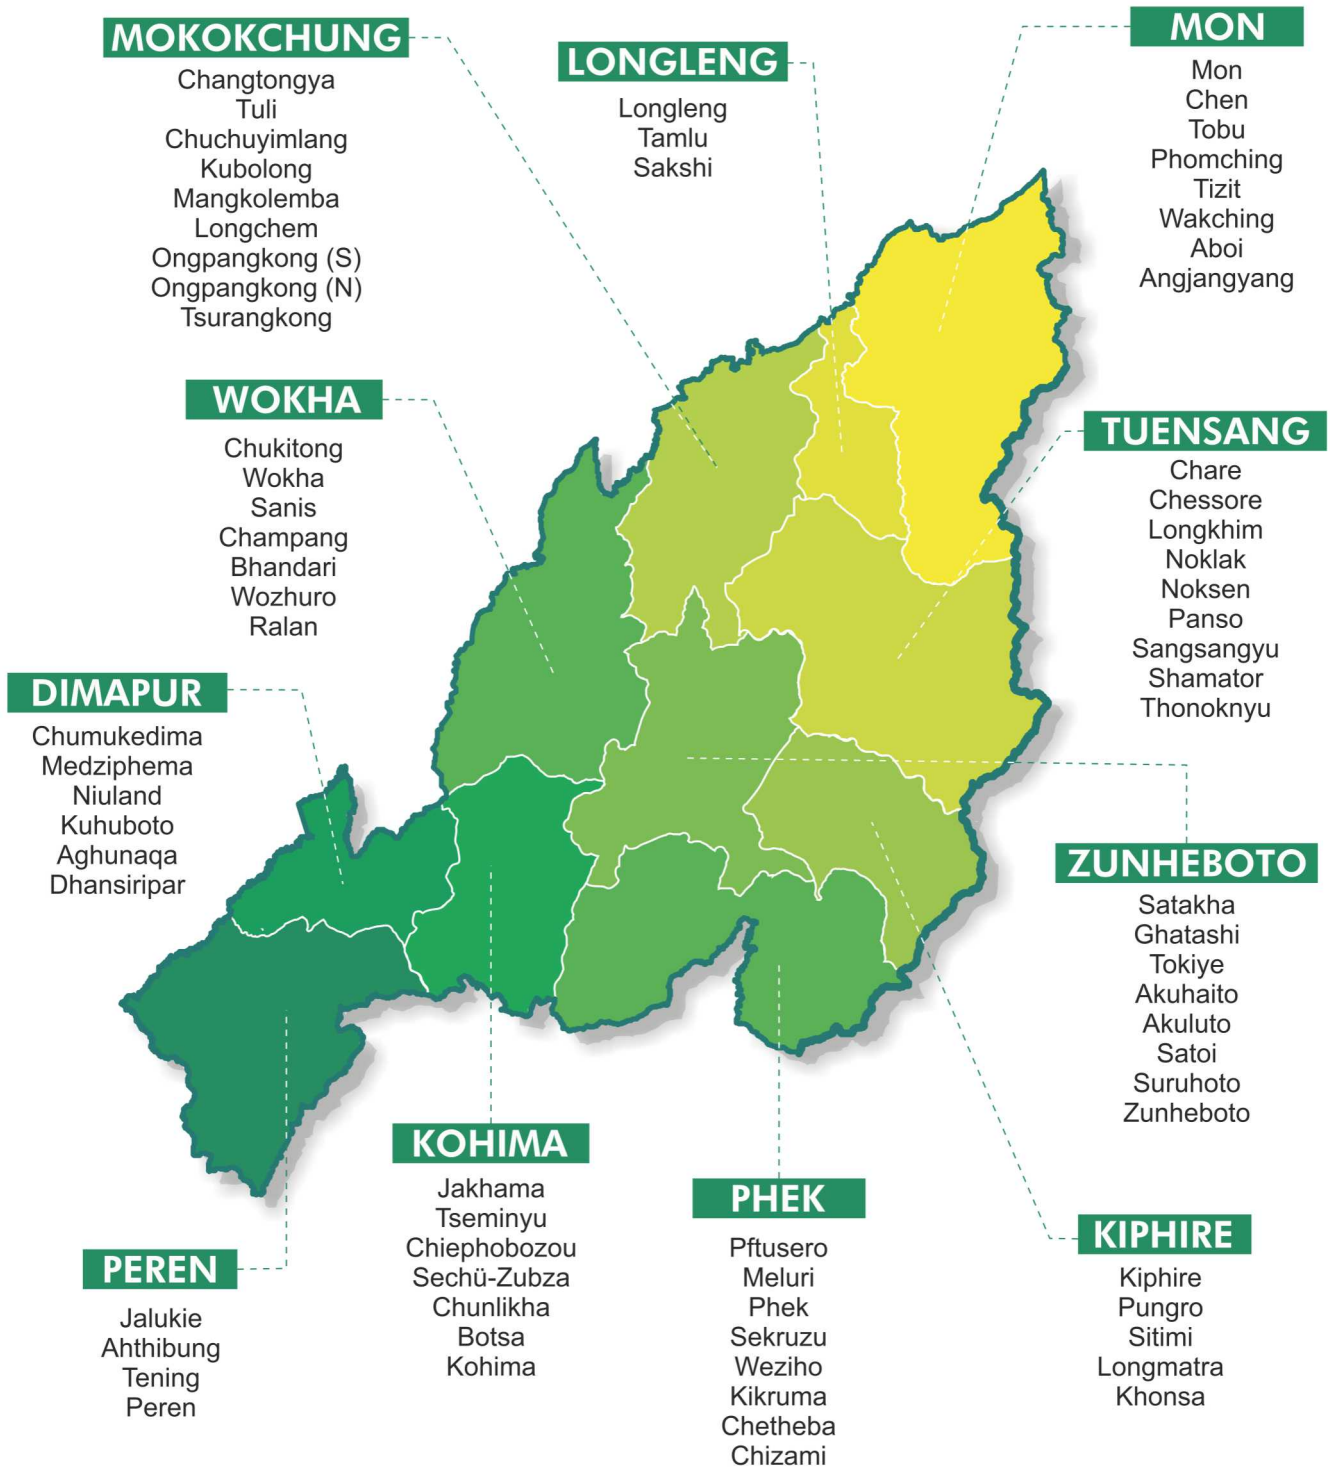 MOKOKCHUNG
Changtongya
Tuli
Chuchuyimlang
Kubolong
Mangkolemba
Longchem
Ongpangkong (S)
Ongpangkong (N)
Tsurangkong
LONGLENG
Longleng
Tamlu
Sakshi
MON
Mon
Chen
Tobu
Phomching
Tizit
Wakching
Aboi
Angjangyang
WOKHA
Chukitong
Wokha
Sanis
Champang
Bhandari
Wozhuro
Ralan
TUENSANG
Chare
Chessore
Longkhim
Noklak
Noksen
Panso
Sangsangyu
Shamator
Thonoknyu
DIMAPUR
Chumukedima
Medziphema
Niuland
Kuhuboto
Aghunaqa
Dhansiripar
ZUNHEBOTO
Satakha
Ghatashi
Tokiye
Akuhaito
Akuluto
Satoi
Suruhoto
Zunheboto
KOHIMA
Jakhama
Tseminyu
Chiephobozou
Sechü-Zubza
Chunlikha
Botsa
Kohima
PHEK
Pftusero
Meluri
Phek
Sekruzu
Weziho
Kikruma
Chetheba
Chizami
KIPHIRE
Kiphire
Pungro
Sitimi
Longmatra
Khonsa
PEREN
Jalukie
Ahthibung
Tening
Peren